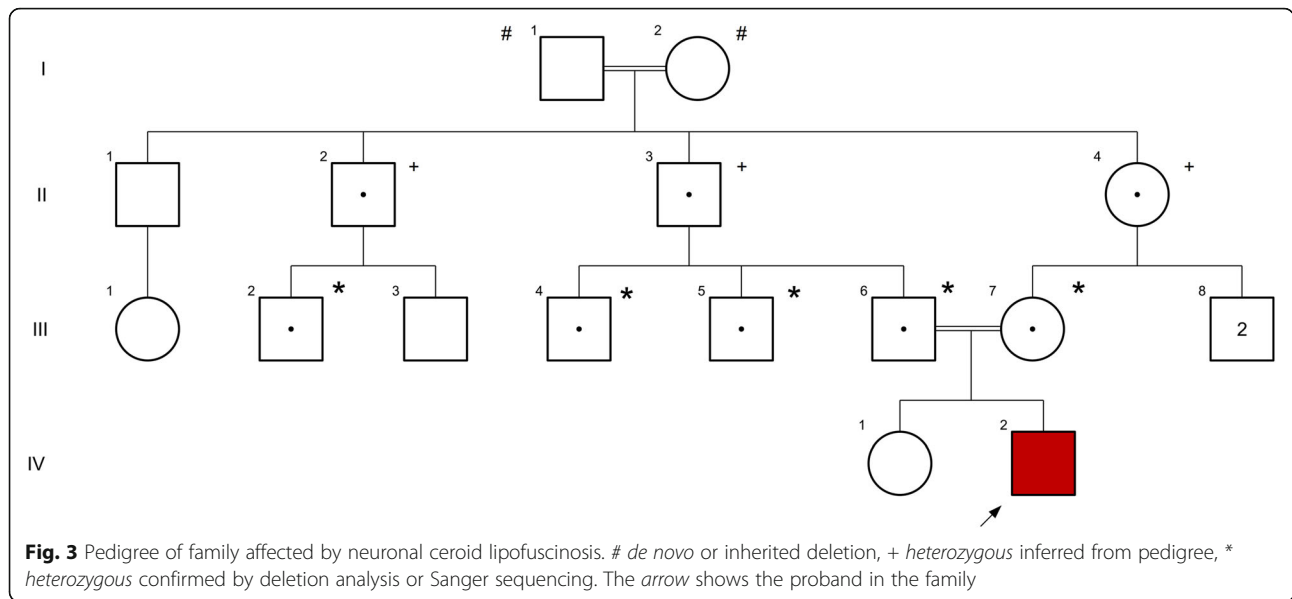 # 1 2 #
I
1 2 + 3 + 4 +
II
1 2 * 3 4 * 5 * 6 * 7 * 8
III 2
1 2
IV
Fig. 3 Pedigree of family affected by neuronal ceroid lipofuscinosis. # de novo or inherited deletion, + heterozygous inferred from pedigree, *
heterozygous confirmed by deletion analysis or Sanger sequencing. The arrow shows the proband in the family